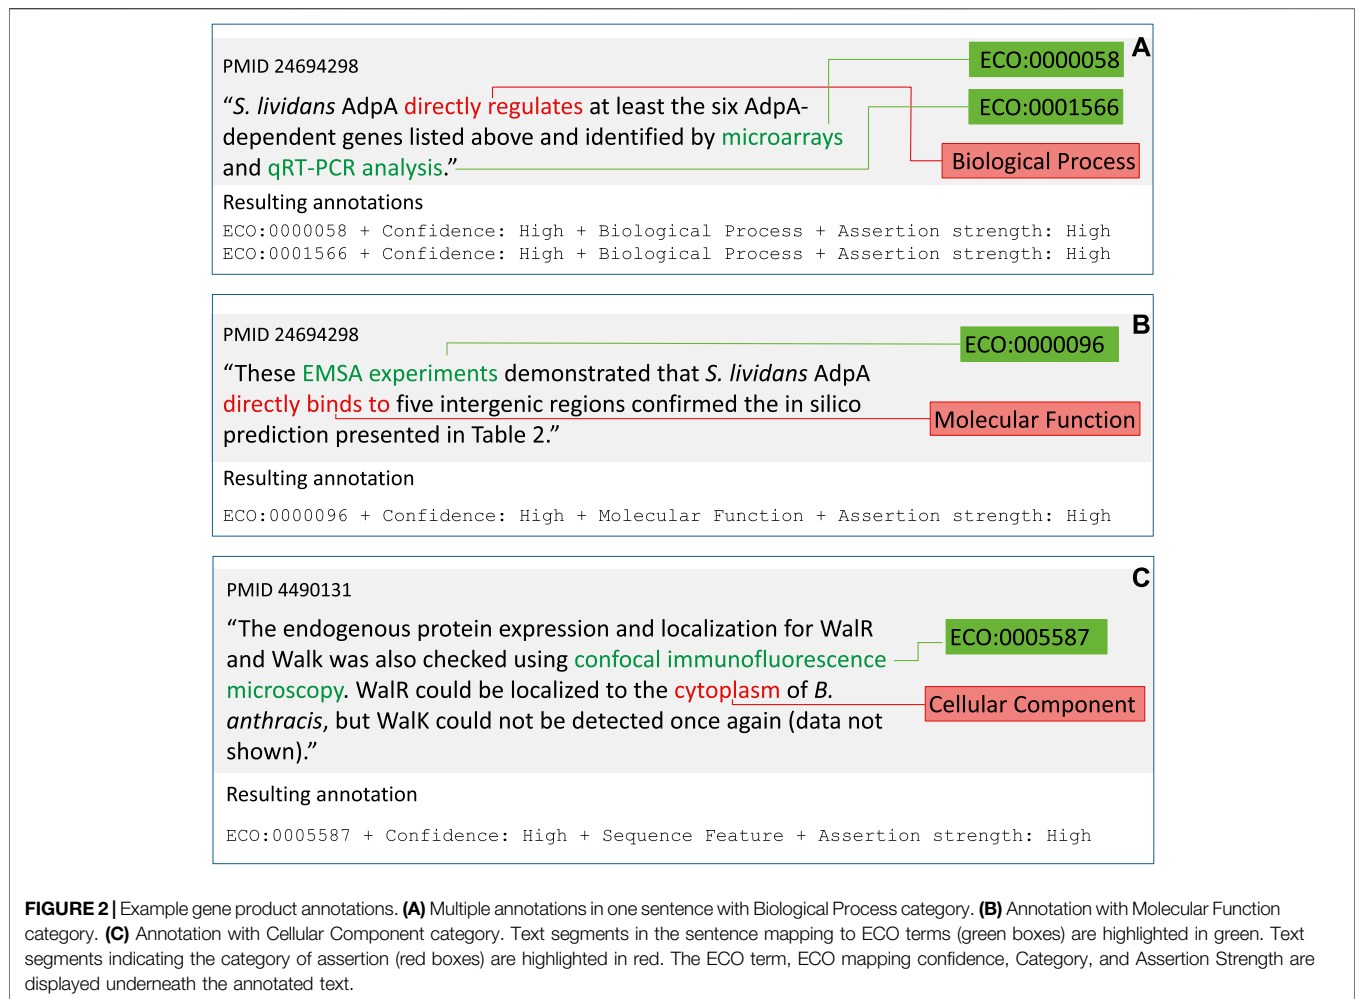 A
PMID 24694298
ECO:0000058
“S. lividans AdpA directly regulates at least the six AdpA-
ECO:0001566
dependent genes listed above and identified by microarrays
and qRT-PCR analysis.”
Biological Process
Resulting annotations
ECO:0000058 + Confidence: High + Biological Process + Assertion strength: High
ECO:0001566 + Confidence: High + Biological Process + Assertion strength: High
B
PMID 24694298
ECO:0000096
“These EMSA experiments demonstrated that S. lividans AdpA
directly binds to five intergenic regions confirmed the in silico
Molecular Function
prediction presented in Table 2.”
Resulting annotation
ECO:0000096 + Confidence: High + Molecular Function + Assertion strength: High
C
PMID 4490131
“The endogenous protein expression and localization for WalR
ECO:0005587
and Walk was also checked using confocal immunofluorescence
microscopy. WalR could be localized to the cytoplasm of B.
Cellular Component
anthracis, but WalK could not be detected once again (data not
shown).”
Resulting annotation
ECO:0005587 + Confidence: High + Sequence Feature + Assertion strength: High
FIGURE 2 | Example gene product annotations. (A) Multiple annotations in one sentence with Biological Process category. (B) Annotation with Molecular Function
category. (C) Annotation with Cellular Component category. Text segments in the sentence mapping to ECO terms (green boxes) are highlighted in green. Text
segments indicating the category of assertion (red boxes) are highlighted in red. The ECO term, ECO mapping confidence, Category, and Assertion Strength are
displayed underneath the annotated text.